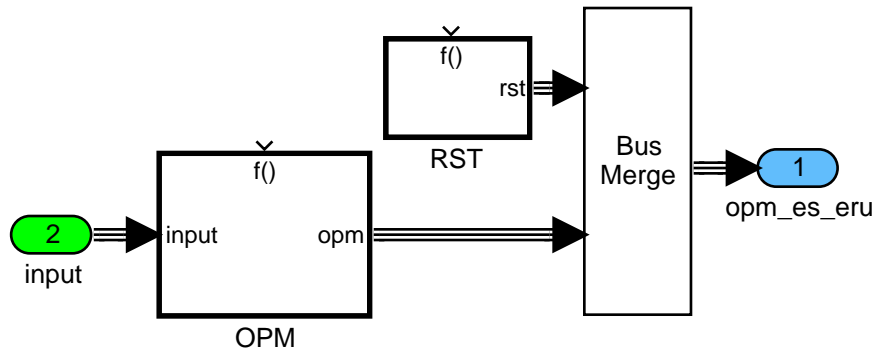 f()
rst
RST
f()
input
opm
OPM
2
input
Bus
Merge
1
opm_es_eru